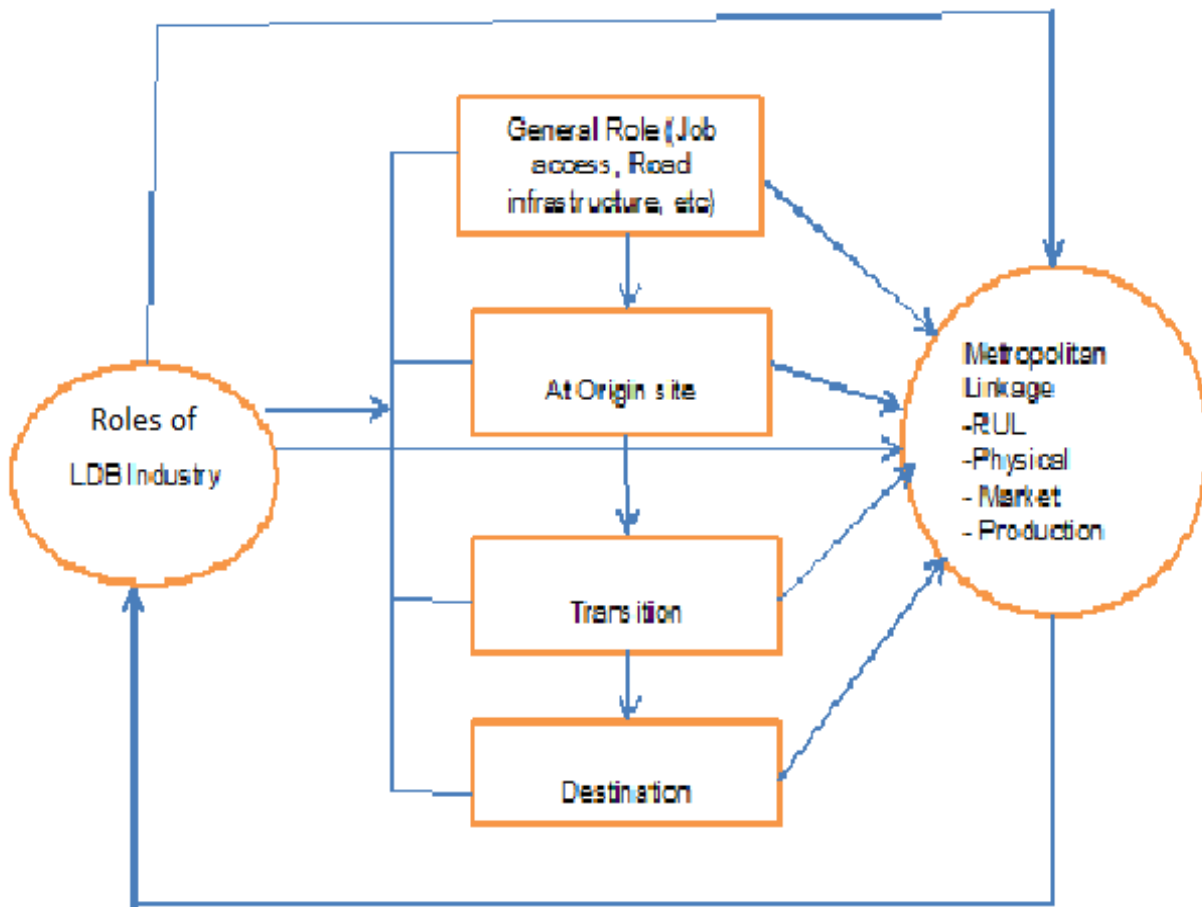 General Role (Job
access, Road
infrastructure, etc)
At Origin site
Roles of
LDB Industry
Transition
Destination
Metropolitan
Linkage
-RUL
-Physical
- Market
- Production